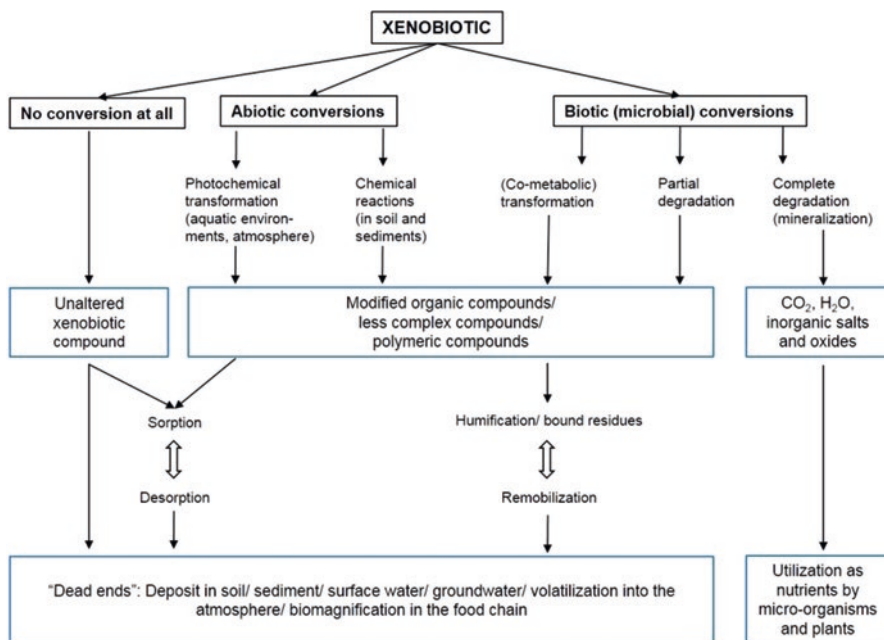 XENOBIOTIC
No conversion at all
Abiotic conversions
Biotic (microbial) conversions
Photochemical
transformation
(aquatic environ-
ments, atmosphere)
Chemical
reactions
(in soil and
sediments)
(Co-metabolic)
transformation
Partial
degradation
Complete
degradation
(mineralization)
Unaltered
xenobiotic
compound
Modified organic compounds/
less complex compounds/
polymeric compounds
CO₂, H₂O,
inorganic salts
and oxides
Sorption
Humification/ bound residues
Desorption
Remobilization
“Dead ends”: Deposit in soil/ sediment/ surface water/ groundwater/ volatilization into the
atmosphere/ biomagnification in the food chain
Utilization as
nutrients by
micro-organisms
and plants